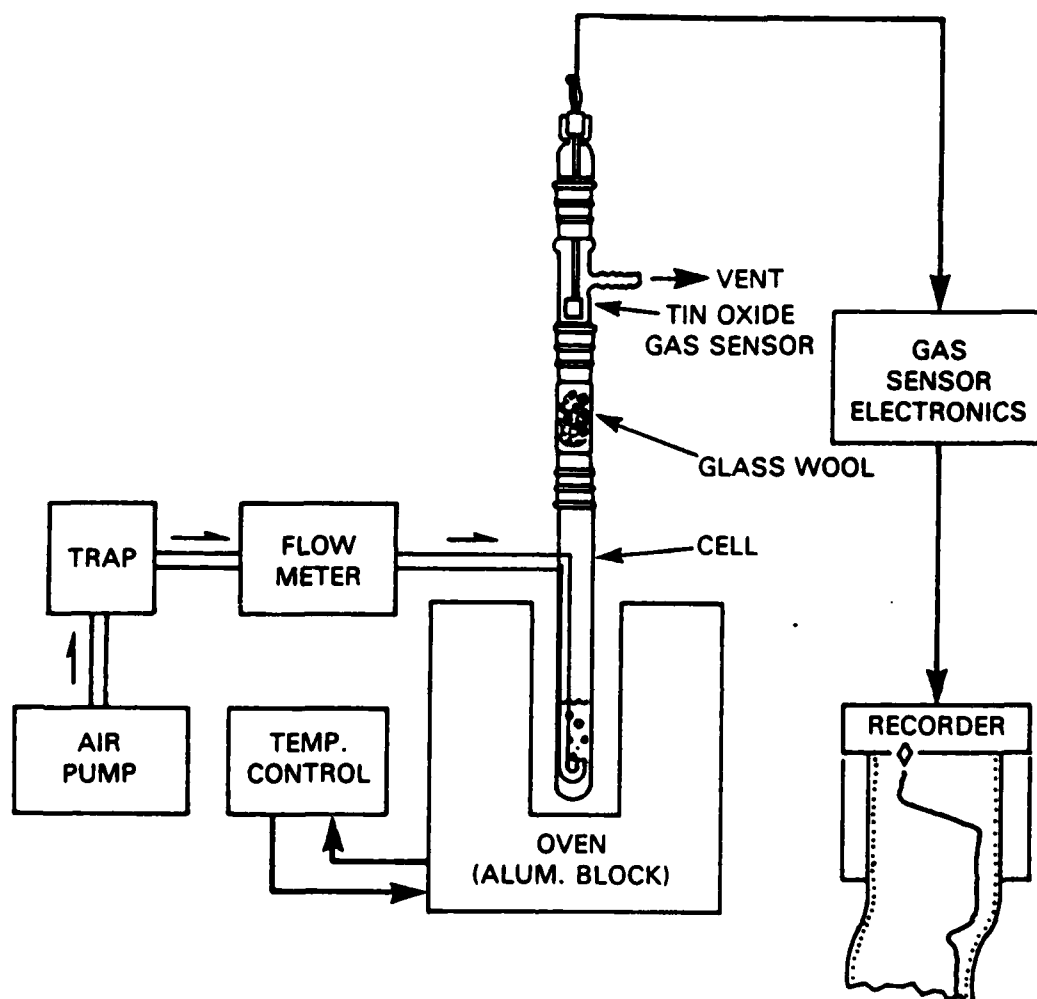 VENT
TIN OXIDE
GAS SENSOR
GAS
SENSOR
ELECTRONICS
GLASS WOOL
TRAP
FLOW
METER
CELL
AIR
PUMP
TEMP.
CONTROL
RECORDER
OVEN
(ALUM. BLOCK)